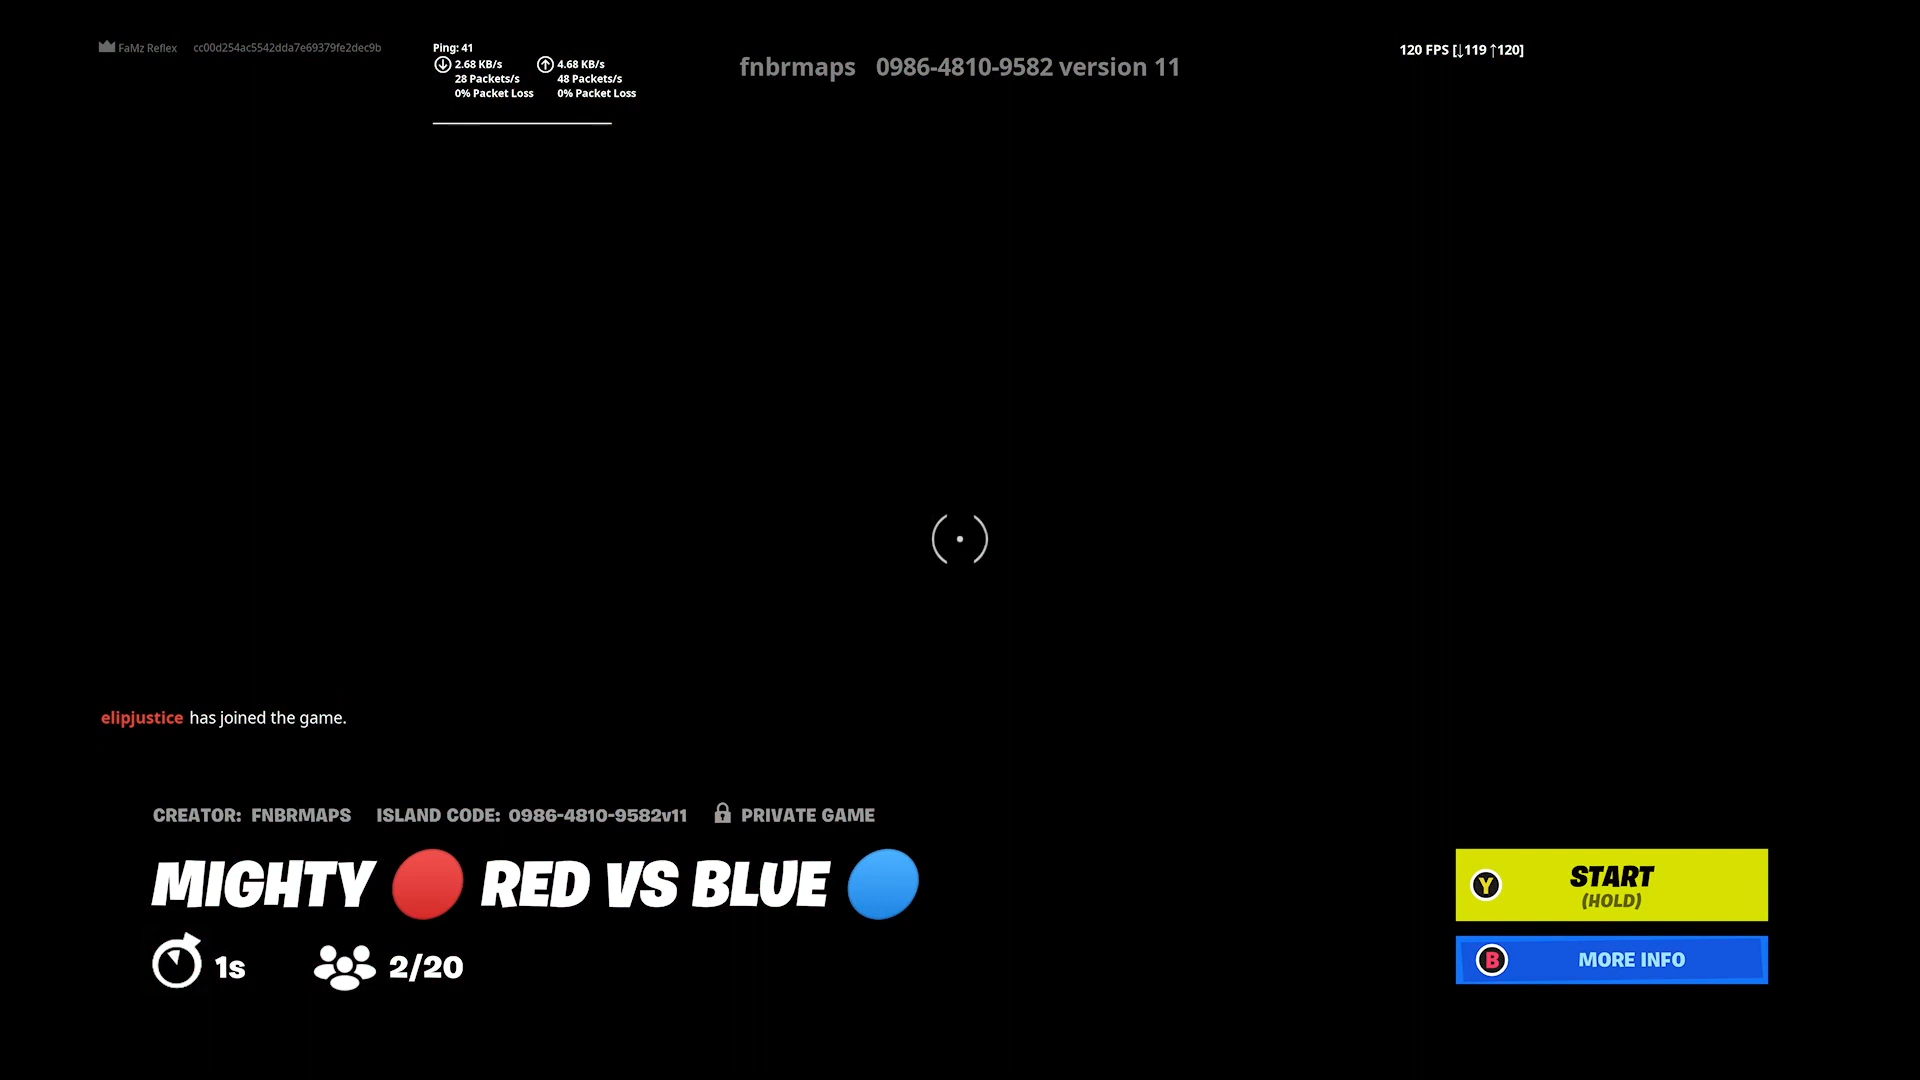 FaMz Reflex cc00d254ac5542dda7e69379fe2dec9b
Ping: 41
2.68 KB/s 4.68 KB/s
28 Packets/s 48 Packets/s
0% Packet Loss 0% Packet Loss
fnbrmaps 0986-4810-9582 version 11
120 FPS [↓119 ↑120]
elipjustice has joined the game.
CREATOR: FNBRMAPS ISLAND CODE: 0986-4810-9582v11 PRIVATE GAME
MIGHTY 🔴 RED VS BLUE 🔵
1s 2/20
Y START
(HOLD)
B MORE INFO